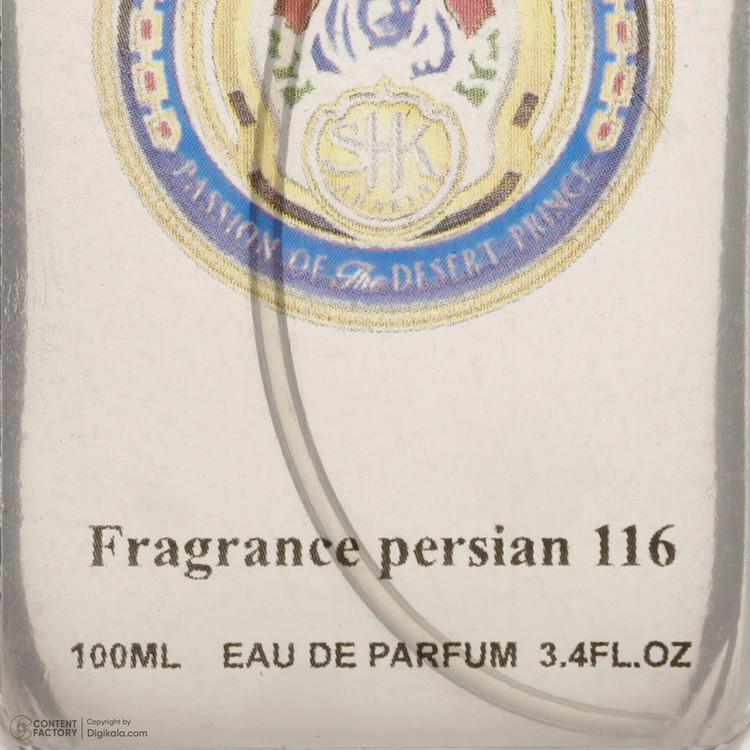 SHK
PASSION OF The DESERT PRINCE
Fragrance persian 116
100ML EAU DE PARFUM 3.4FL.OZ
CONTENT FACTORY
Copyright by
Digikala.com